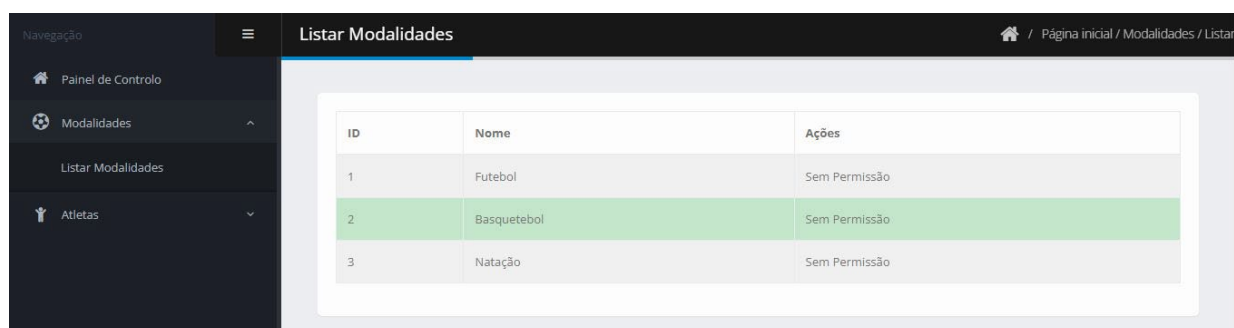 Navegação
Listar Modalidades
/ Página inicial / Modalidades / Listar
Painel de Controlo
Modalidades
Listar Modalidades
Atletas
ID Nome Ações
1 Futebol Sem Permissão
2 Basquetebol Sem Permissão
3 Natação Sem Permissão